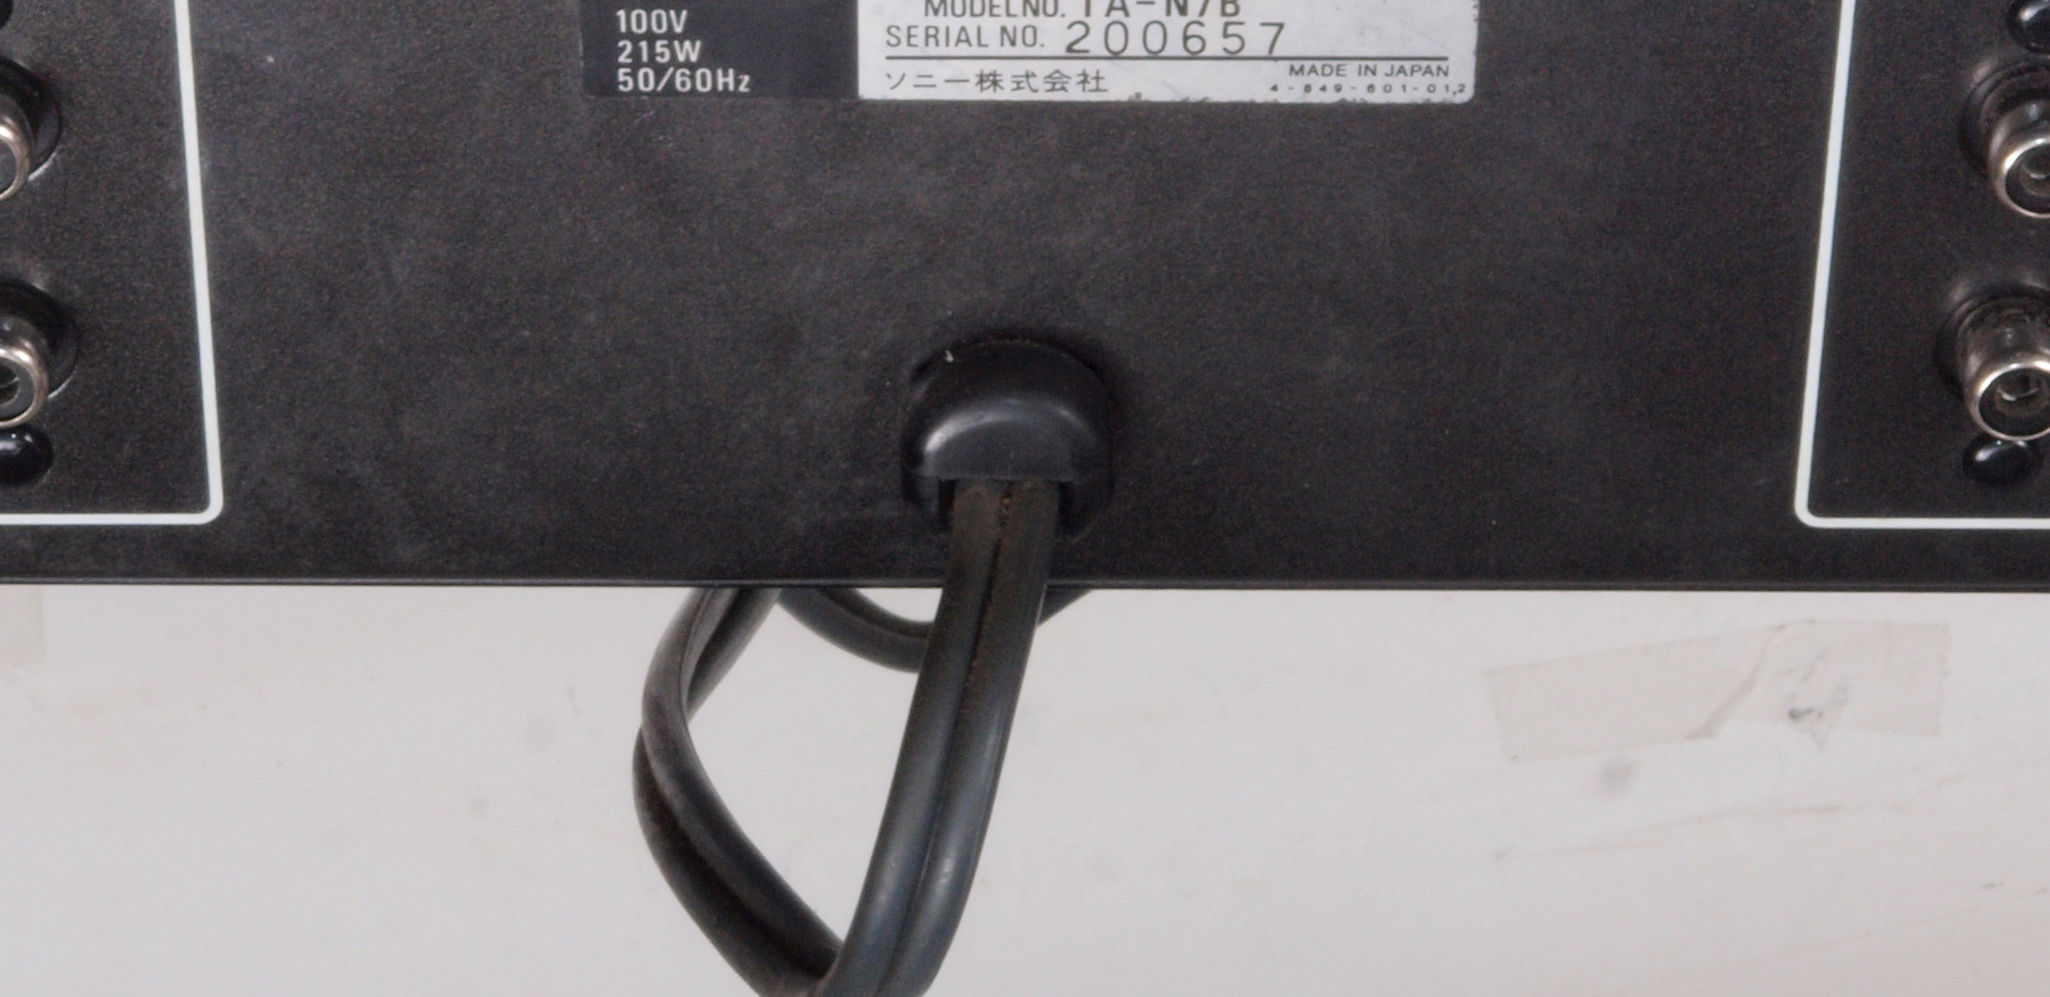 100V
215W
50/60Hz
MODEL NO. TA-N7B
SERIAL NO. 200657
ソニー株式会社
MADE IN JAPAN
4-849-601-01,2